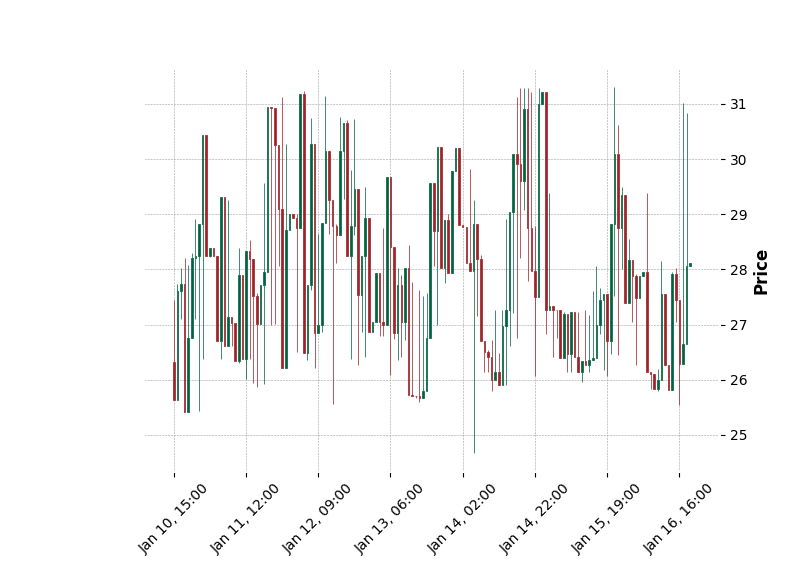 31
30
29
28
27
26
25
Price
Jan 10, 15:00
Jan 11, 12:00
Jan 12, 09:00
Jan 13, 06:00
Jan 14, 02:00
Jan 14, 22:00
Jan 15, 19:00
Jan 16, 16:00